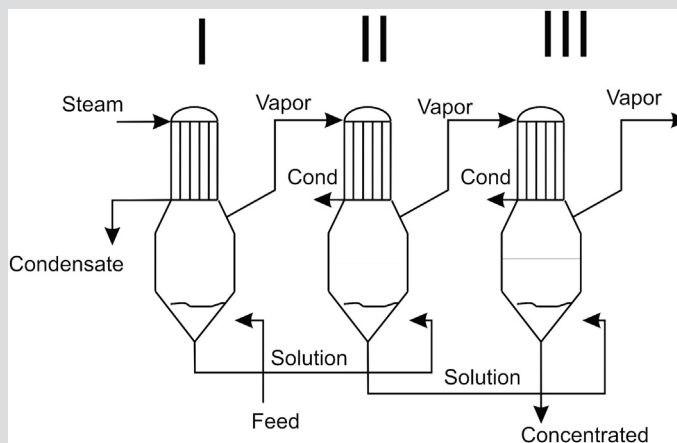 I
II
III
Steam
Vapor
Vapor
Vapor
Cond
Cond
Condensate
Solution
Solution
Feed
Concentrated